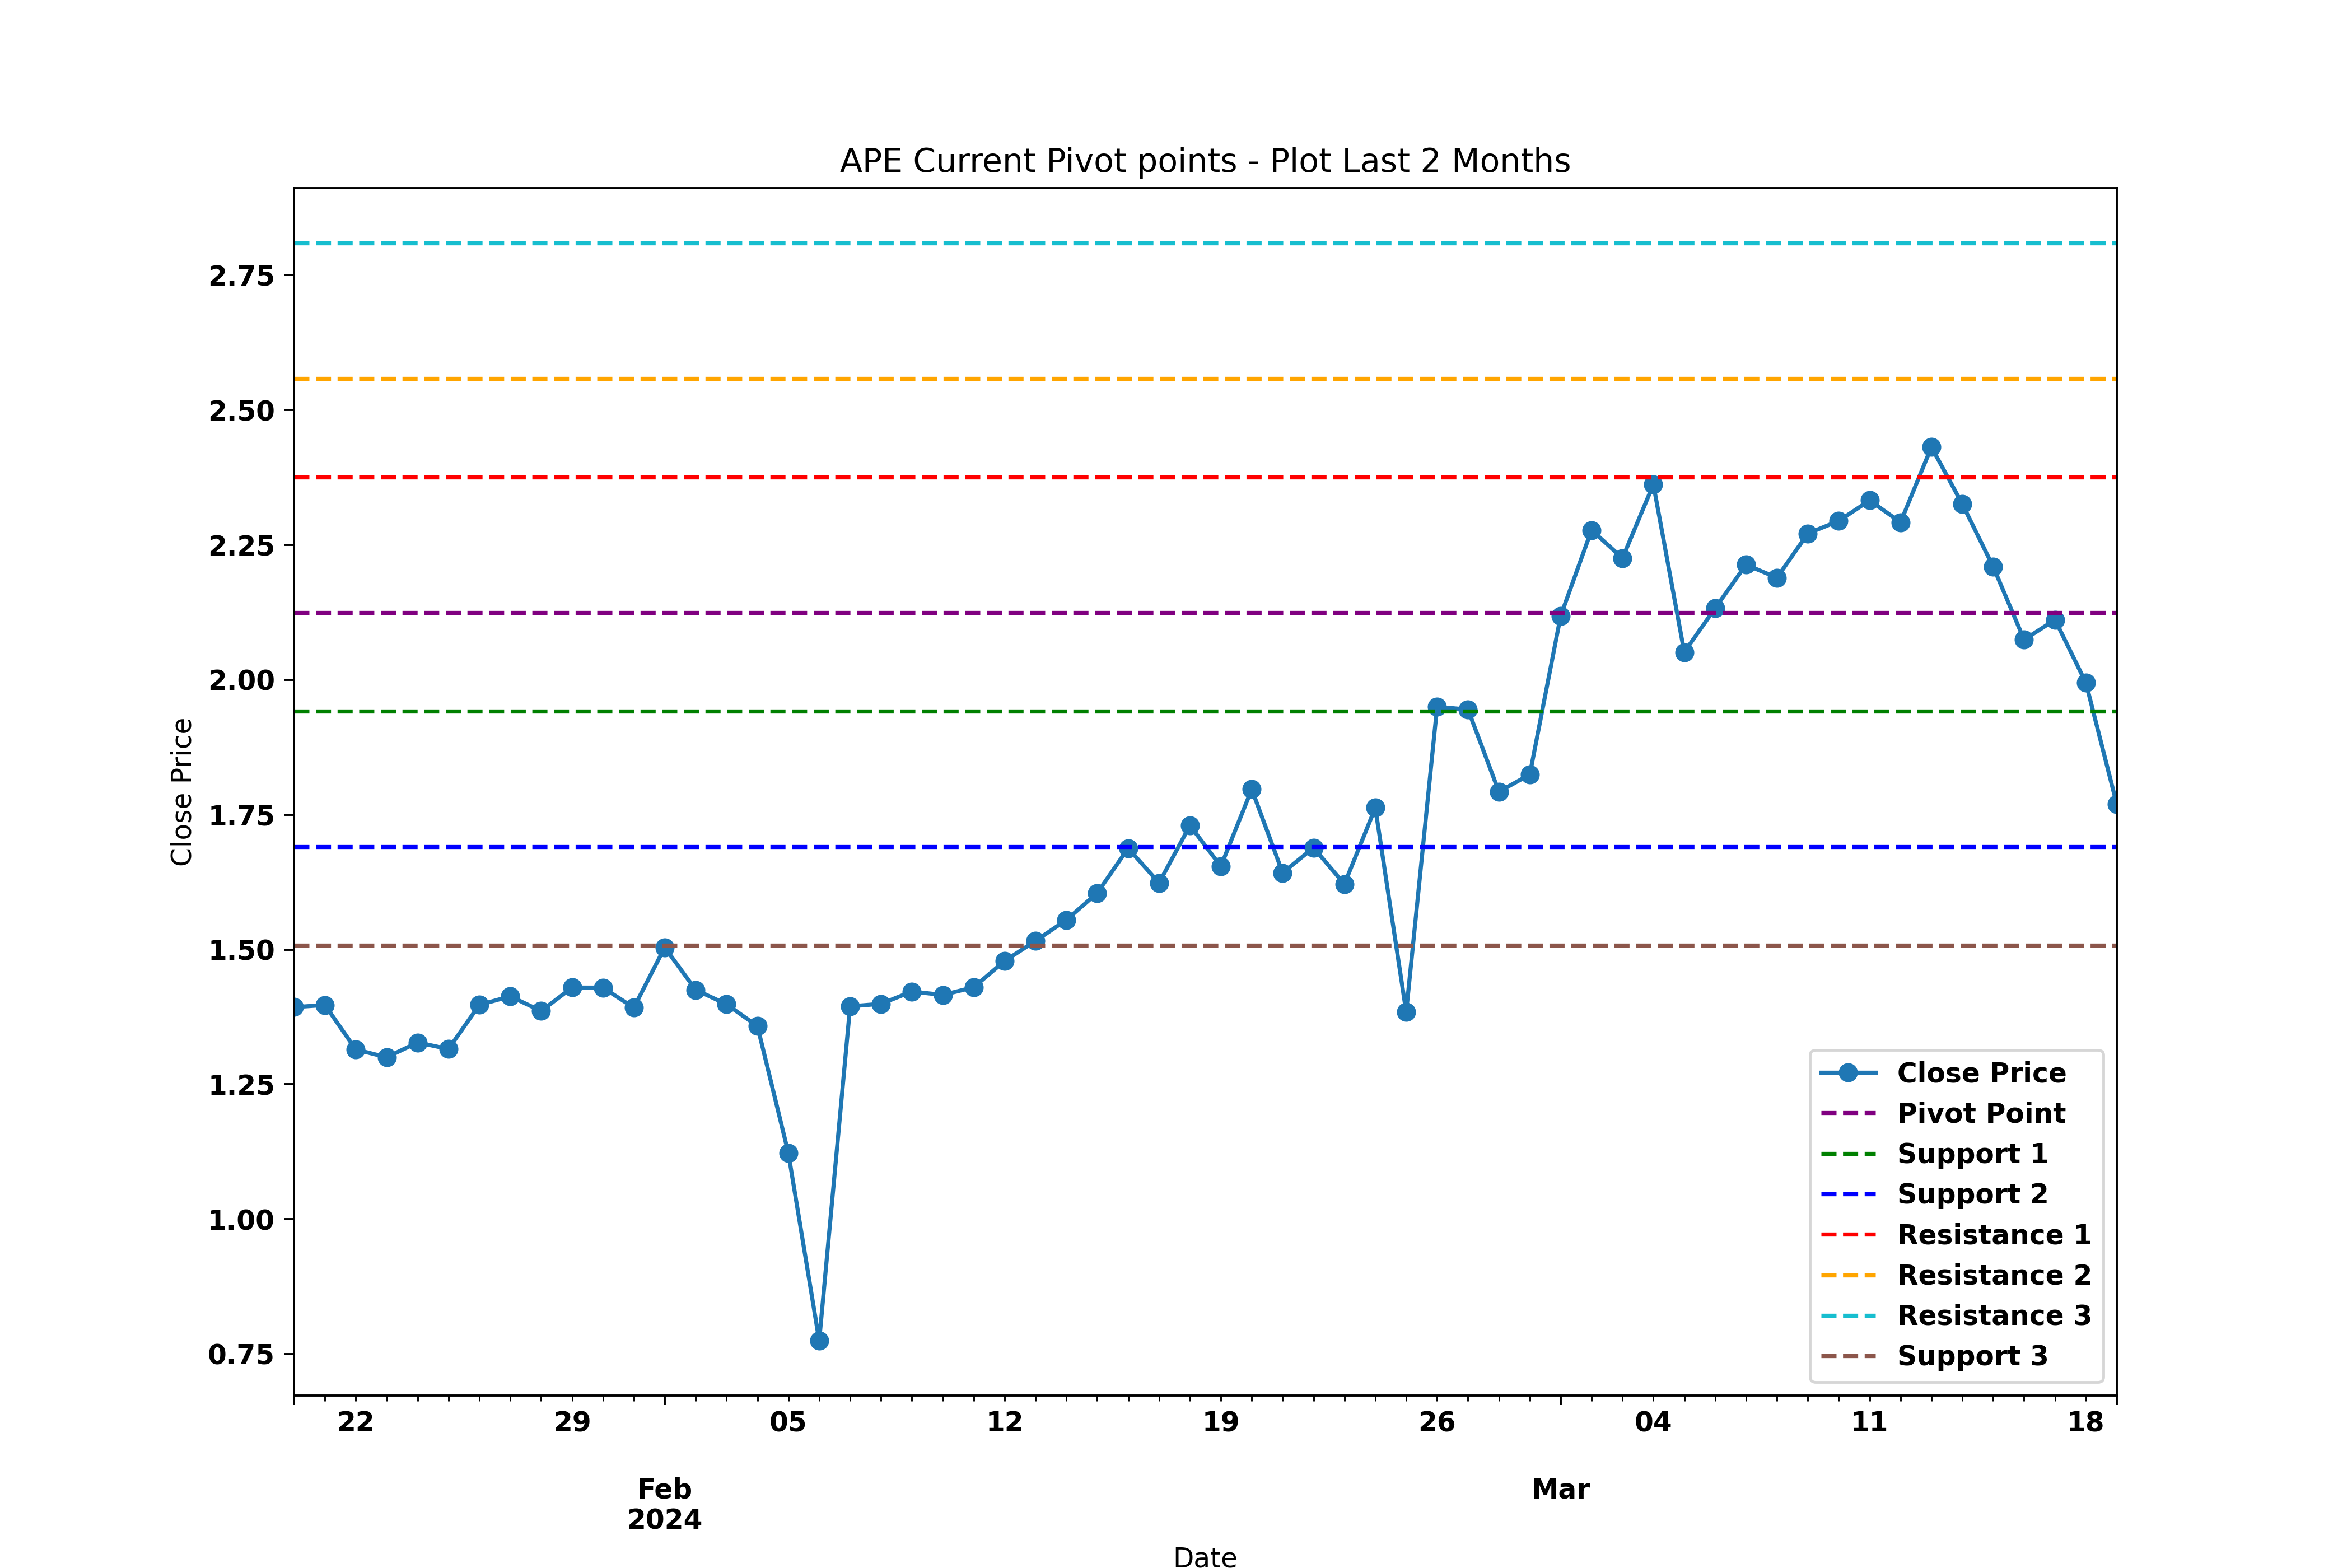 APE Current Pivot points - Plot Last 2 Months
Close Price
2.75
2.50
2.25
2.00
1.75
1.50
1.25
1.00
0.75
Close Price
Pivot Point
Support 1
Support 2
Resistance 1
Resistance 2
Resistance 3
Support 3
22 29 05 12 19 26 04 11 18
Feb Mar
2024
Date